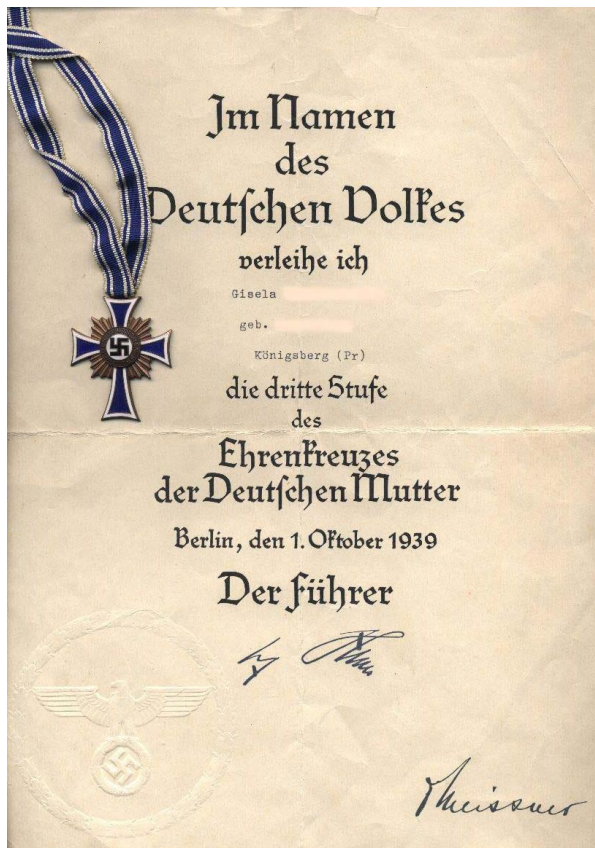 Im Namen
des
Deutschen Volkes
verleihe ich
Gisela
geb.
Königsberg (Pr)
die dritte Stufe
des
Ehrenkreuzes
der Deutschen Mutter
Berlin, den 1. Oktober 1939
Der Führer
Meissner